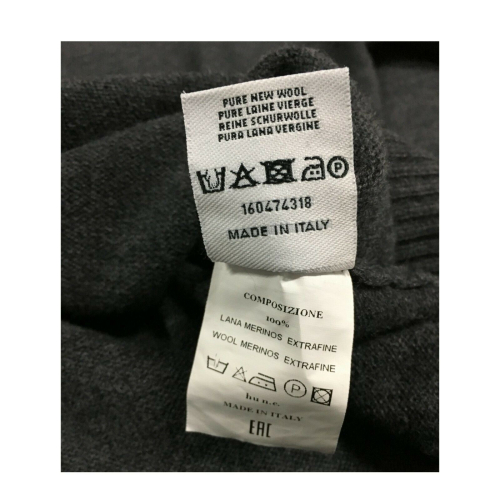 PURE NEW WOOL
PURE LAINE VIERGE
REINE SCHURWOLLE
PURA LANA VERGINE
P
160474318
MADE IN ITALY
COMPOSIZIONE
100%
LANA MERINOS EXTRAFINE
WOOL MERINOS EXTRAFINE
P
hu n.c.
MADE IN ITALY
EAC